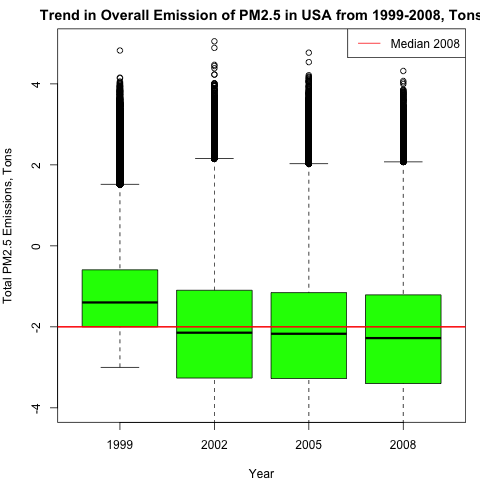 Trend in Overall Emission of PM2.5 in USA from 1999-2008, Tons
Median 2008
Total PM2.5 Emissions, Tons
4
2
0
-2
-4
1999 2002 2005 2008
Year